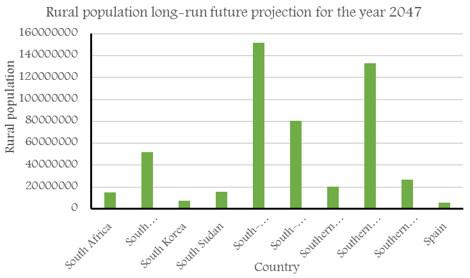 Rural population long-run future projection for the year 2047
Rural population
160000000
140000000
120000000
100000000
80000000
60000000
40000000
20000000
0
South Africa
South...
South Korea
South Sudan
South-...
South-...
Southern...
Southern...
Southern...
Spain
Country